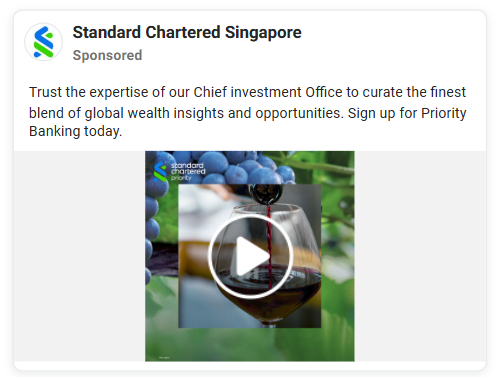 Standard Chartered Singapore
Sponsored
Trust the expertise of our Chief investment Office to curate the finest
blend of global wealth insights and opportunities. Sign up for Priority
Banking today.
standard
chartered
priority